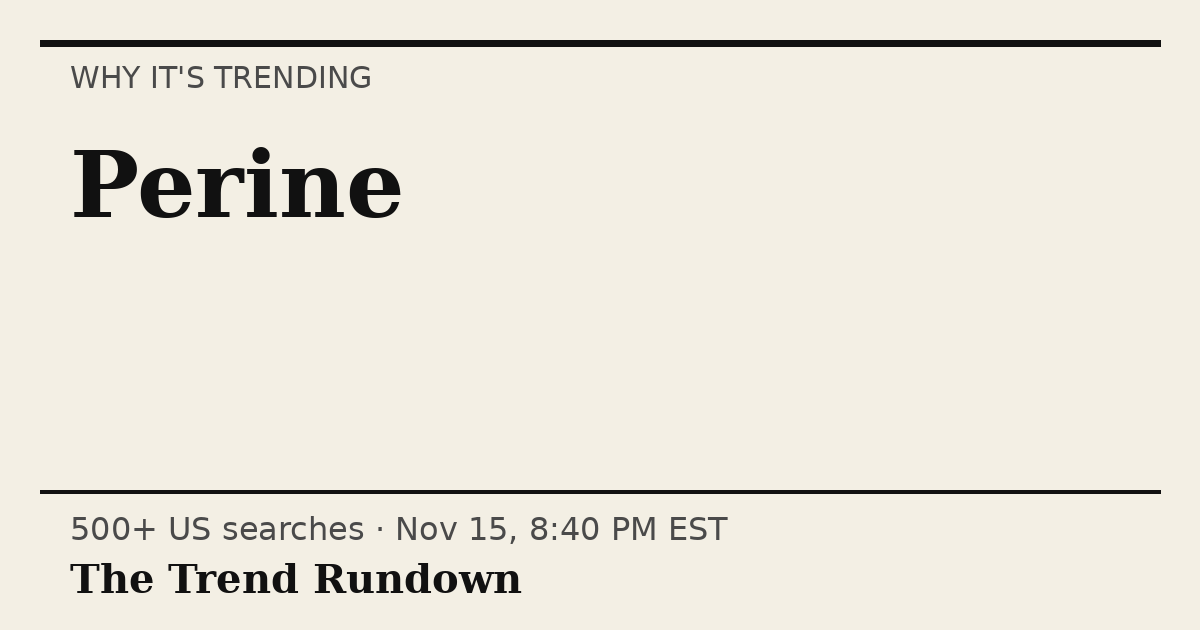 WHY IT'S TRENDING
Perine
500+ US searches · Nov 15, 8:40 PM EST
The Trend Rundown